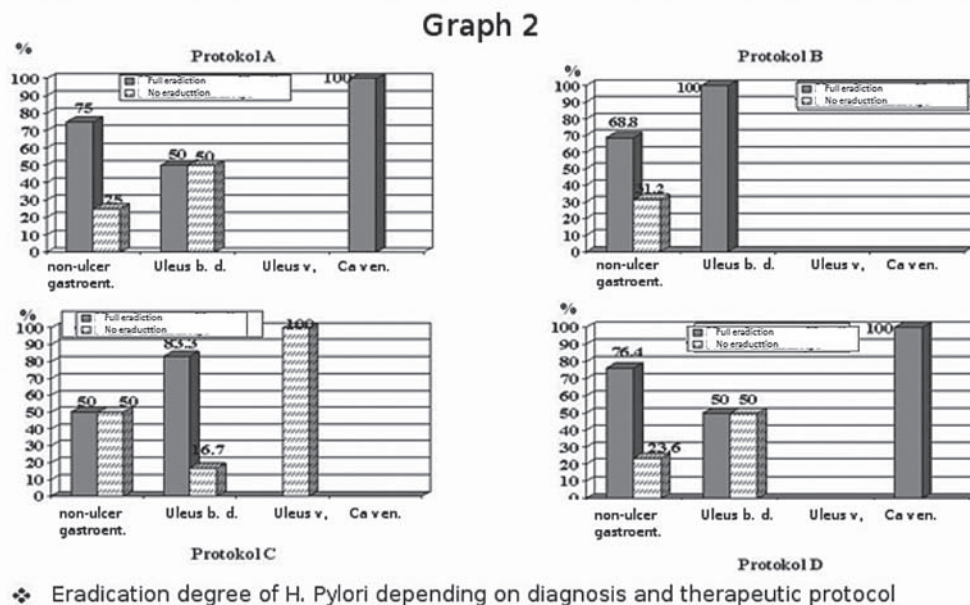 Graph 2
%
Protokol A
Full eradiction
No eraducttion
100
90
80
70
60
50
40
30
20
10
0
75
25
50 50
100
non-ulcer
gastroent.
Uleus b. d.
Uleus v,
Ca ven.
%
Protokol B
Full eradiction
No eraducttion
100
90
80
70
60
50
40
30
20
10
0
68.8
31.2
100
non-ulcer
gastroent.
Uleus b. d.
Uleus v,
Ca ven.
%
Full eradiction
No eraducttion
100
90
80
70
60
50
40
30
20
10
0
50 50
83.3
16.7
100
non-ulcer
gastroent.
Uleus b. d.
Uleus v,
Ca ven.
Protokol C
%
Full eradiction
No eraducttion
100
90
80
70
60
50
40
30
20
10
0
76.4
23.6
50 50
100
non-ulcer
gastroent.
Uleus b. d.
Uleus v,
Ca ven.
Protokol D
❖ Eradication degree of H. Pylori depending on diagnosis and therapeutic protocol